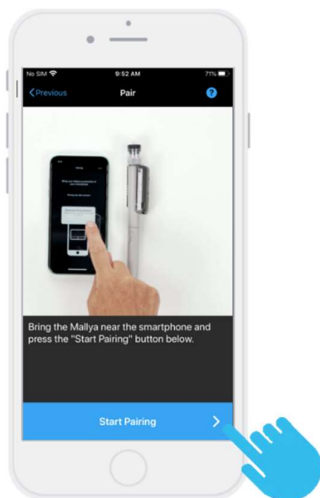 No SIM 9:52 AM 71%
Previous Pair ?
Bring the Mallya near the smartphone and
press the "Start Pairing" button below.
Start Pairing